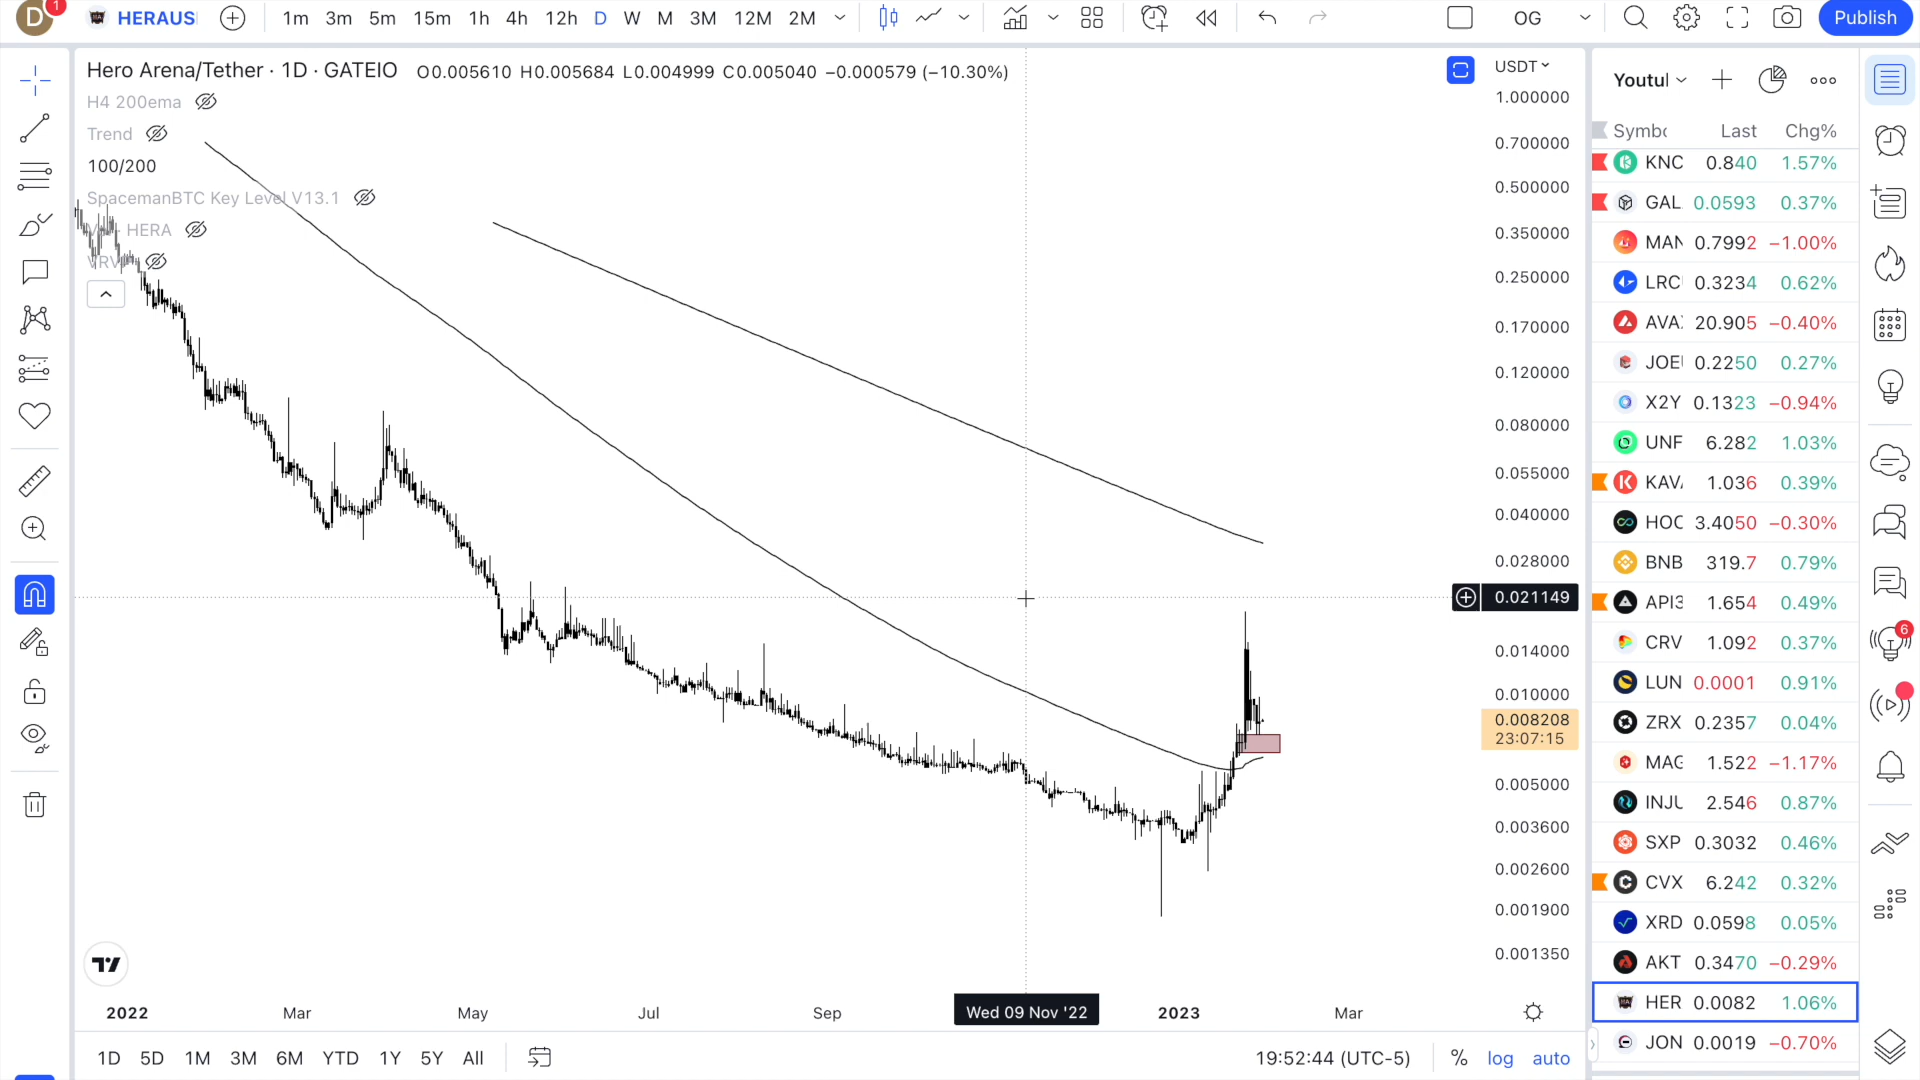 D 1 HERAUS 1m 3m 5m 15m 1h 4h 12h D W M 3M 12M 2M OG Publish
Hero Arena/Tether · 1D · GATEIO O0.005610 H0.005684 L0.004999 C0.005040 −0.000579 (−10.30%)
H4 200ema
Trend
100/200
SpacemanBTC Key Level V13.1
HERA
USDT
1.000000
0.700000
0.500000
0.350000
0.250000
0.170000
0.120000
0.080000
0.055000
0.040000
0.028000
0.021149
0.014000
0.010000
0.008208
23:07:15
0.005000
0.003600
0.002600
0.001900
0.001350
2022 Mar May Jul Sep Wed 09 Nov '22 2023 Mar
1D 5D 1M 3M 6M YTD 1Y 5Y All 19:52:44 (UTC-5) % log auto
Youtul
Symbo Last Chg%
KNC 0.840 1.57%
GAL 0.0593 0.37%
MAN 0.7992 −1.00%
LRC 0.3234 0.62%
AVA 20.905 −0.40%
JOE 0.2250 0.27%
X2Y 0.1323 −0.94%
UNF 6.282 1.03%
KAV 1.036 0.39%
HOC 3.4050 −0.30%
BNB 319.7 0.79%
API3 1.654 0.49%
CRV 1.092 0.37%
LUN 0.0001 0.91%
ZRX 0.2357 0.04%
MAG 1.522 −1.17%
INJU 2.546 0.87%
SXP 0.3032 0.46%
CVX 6.242 0.32%
XRD 0.0598 0.05%
AKT 0.3470 −0.29%
HER 0.0082 1.06%
JON 0.0019 −0.70%
6